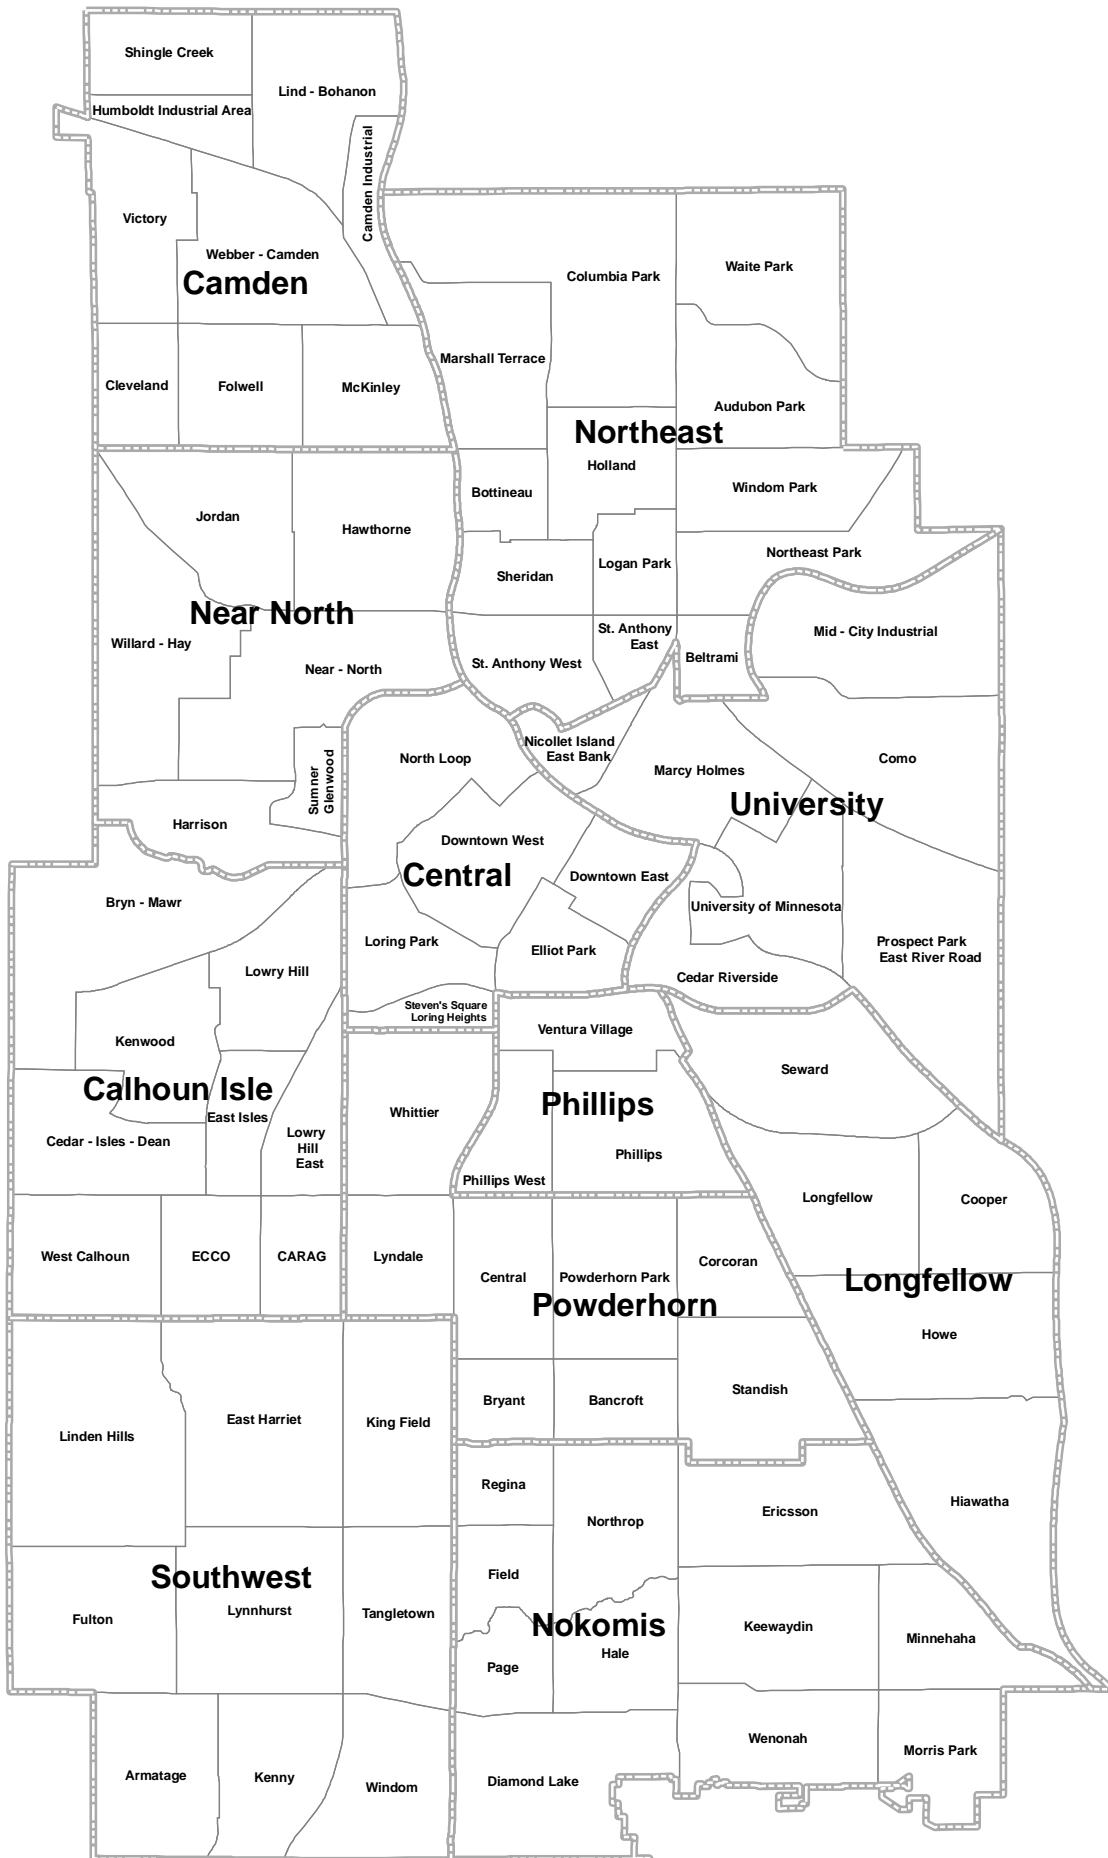 Shingle Creek
Lind - Bohanon
Humboldt Industrial Area
Camden Industrial
Victory
Webber - Camden
Camden
Columbia Park
Waite Park
Cleveland
Folwell
McKinley
Marshall Terrace
Audubon Park
Northeast
Holland
Bottineau
Windom Park
Jordan
Hawthorne
Northeast Park
Sheridan
Logan Park
Near North
Willard - Hay
Near - North
St. Anthony West
St. Anthony
East
Beltrami
Mid - City Industrial
Nicollet Island
East Bank
North Loop
Marcy Holmes
Como
University
Sumner
Glenwood
Harrison
Downtown West
Central
Downtown East
Bryn - Mawr
University of Minnesota
Loring Park
Elliot Park
Prospect Park
East River Road
Lowry Hill
Cedar Riverside
Steven's Square
Loring Heights
Ventura Village
Kenwood
Seward
Calhoun Isle
East Isles
Phillips
Whittier
Cedar - Isles - Dean
Lowry
Hill
East
Phillips
Phillips West
Longfellow
Cooper
West Calhoun
ECCO
CARAG
Lyndale
Central
Powderhorn Park
Corcoran
Powderhorn
Longfellow
Howe
Linden Hills
East Harriet
King Field
Bryant
Bancroft
Standish
Regina
Northrop
Ericsson
Hiawatha
Southwest
Fulton
Lynnhurst
Tangletown
Field
Nokomis
Page
Hale
Keewaydin
Minnehaha
Armatage
Kenny
Windom
Diamond Lake
Wenonah
Morris Park